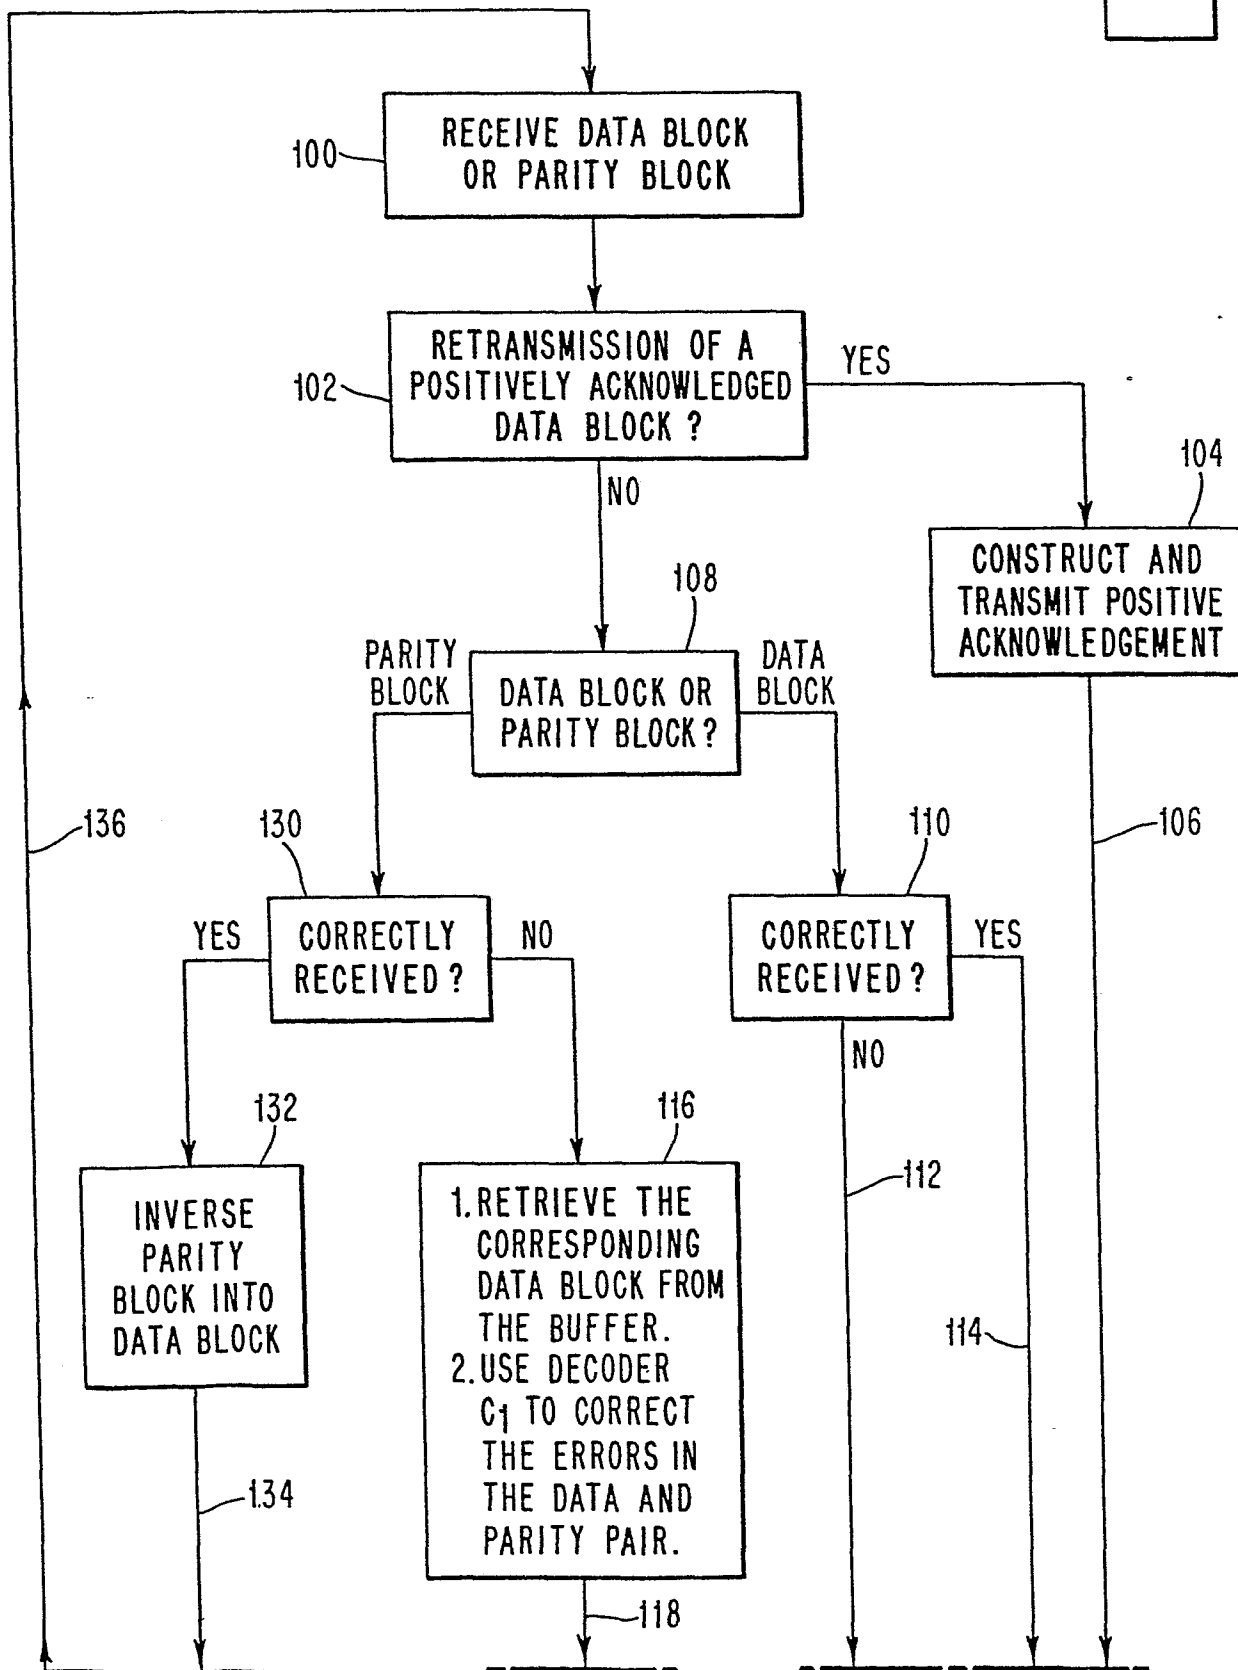 RECEIVE DATA BLOCK
OR PARITY BLOCK
100
RETRANSMISSION OF A
POSITIVELY ACKNOWLEDGED
DATA BLOCK ?
102
YES
NO
104
CONSTRUCT AND
TRANSMIT POSITIVE
ACKNOWLEDGEMENT
108
PARITY
BLOCK
DATA BLOCK OR
PARITY BLOCK ?
DATA
BLOCK
136
130
110
106
YES
CORRECTLY
RECEIVED ?
NO
CORRECTLY
RECEIVED ?
YES
NO
132
116
112
INVERSE
PARITY
BLOCK INTO
DATA BLOCK
1. RETRIEVE THE
CORRESPONDING
DATA BLOCK FROM
THE BUFFER.
2. USE DECODER
C1 TO CORRECT
THE ERRORS IN
THE DATA AND
PARITY PAIR.
114
134
118